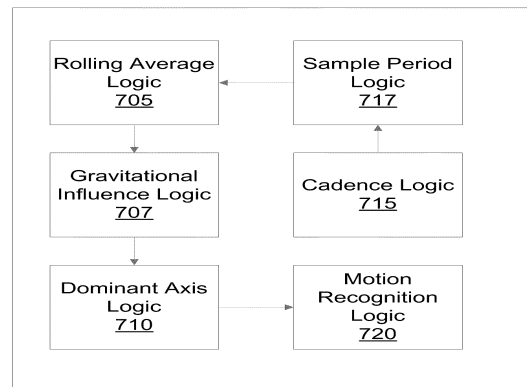 Rolling Average
Logic
705
Sample Period
Logic
717
Gravitational
Influence Logic
707
Cadence Logic
715
Dominant Axis
Logic
710
Motion
Recognition
Logic
720